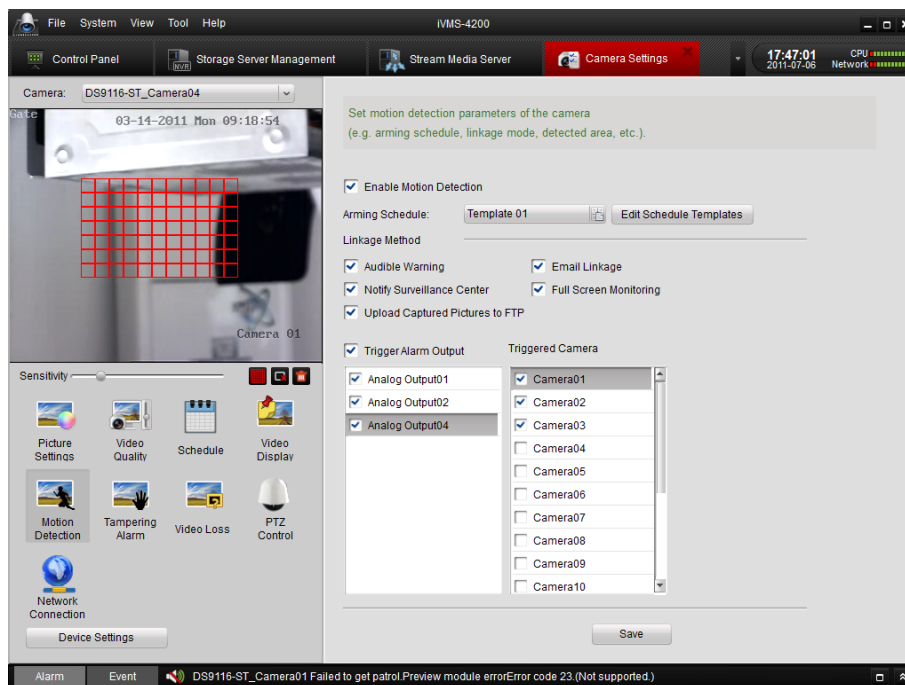 File System View Tool Help iVMS-4200
Control Panel Storage Server Management Stream Media Server Camera Settings 17:47:01 CPU
NVR 2011-07-06 Network
Camera: DS9116-ST_Camera04
Gate 03-14-2011 Mon 09:18:54
Camera 01
Sensitivity
Picture Settings
Video Quality
Schedule
Video Display
Motion Detection
Tampering Alarm
Video Loss
PTZ Control
Network Connection
Device Settings
Set motion detection parameters of the camera
(e.g. arming schedule, linkage mode, detected area, etc.).
Enable Motion Detection
Arming Schedule: Template 01 Edit Schedule Templates
Linkage Method
Audible Warning Email Linkage
Notify Surveillance Center Full Screen Monitoring
Upload Captured Pictures to FTP
Trigger Alarm Output Triggered Camera
Analog Output01 Camera01
Analog Output02 Camera02
Analog Output04 Camera03
Camera04
Camera05
Camera06
Camera07
Camera08
Camera09
Camera10
Save
Alarm Event DS9116-ST_Camera01 Failed to get patrol.Preview module errorError code 23.(Not supported.)